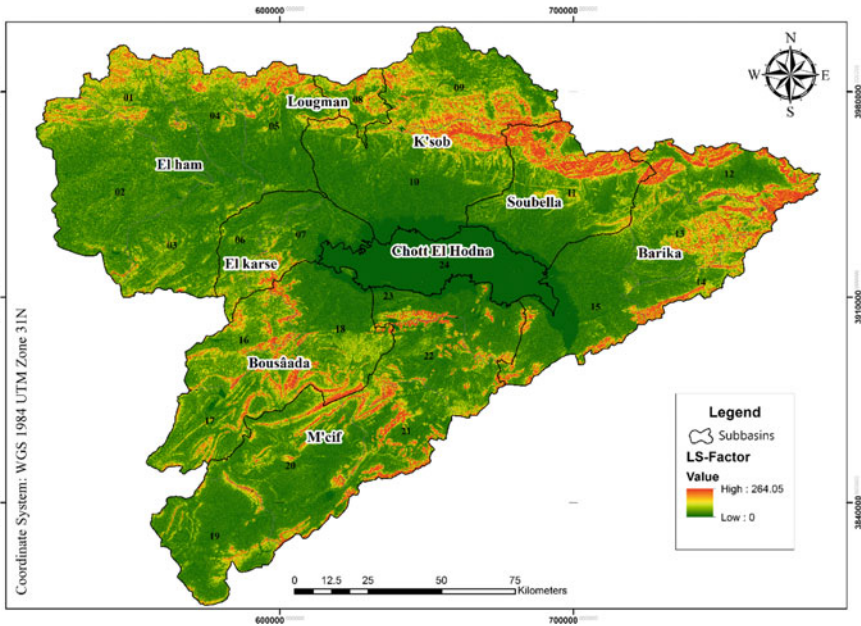 600000
700000
N
W E
S
3980000
3980000
01
09
08
Lougman
04
05
K'sob
El ham
12
02
10
11
Soubella
13
06
07
03
Chott El Hodna
Barika
El karse
24
14
23
3910000
3910000
15
18
16
22
Bousâada
17
M'cif
21
20
19
3840000
3840000
Legend
Subbasins
LS-Factor
Value
High : 264.05
Low : 0
0 12.5 25 50 75
Kilometers
600000
700000
Coordinate System: WGS 1984 UTM Zone 31N